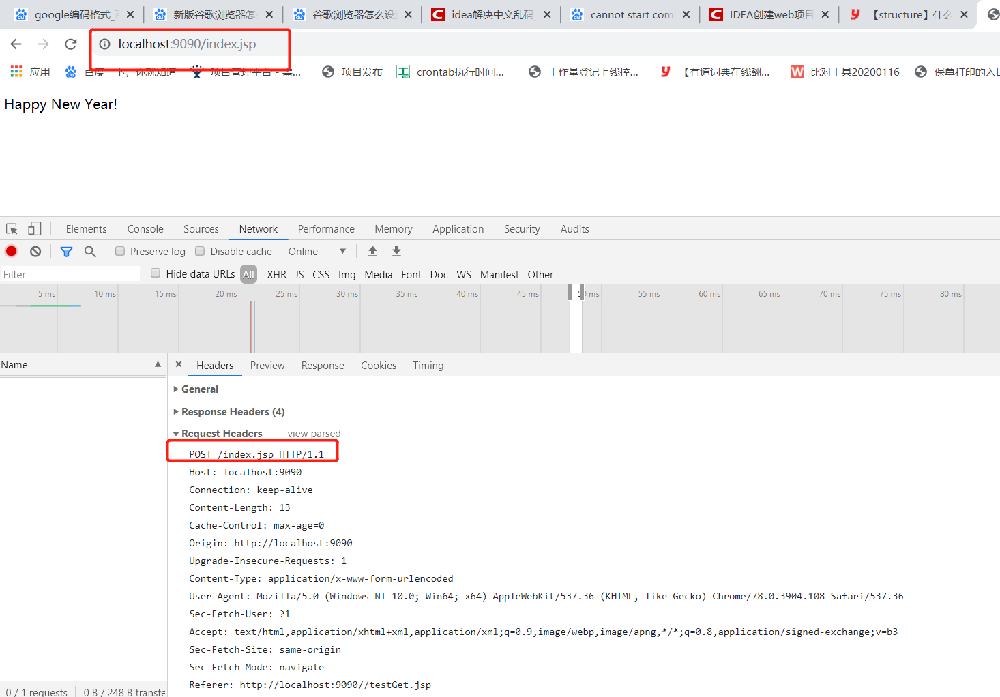 google编码格式_百 新版谷歌浏览器怎 谷歌浏览器怎么设 idea解决中文乱码_ cannot start com IDEA创建web项目 【structure】什么
localhost:9090/index.jsp
应用 百度一下，你就知道 项目管理平台 - 需... 项目发布 crontab执行时间... 工作量登记上线控... 【有道词典在线翻... 比对工具20200116 保单打印的入口
Happy New Year!
Elements Console Sources Network Performance Memory Application Security Audits
Preserve log Disable cache Online
Filter Hide data URLs All XHR JS CSS Img Media Font Doc WS Manifest Other
5 ms 10 ms 15 ms 20 ms 25 ms 30 ms 35 ms 40 ms 45 ms 50 ms 55 ms 60 ms 65 ms 70 ms 75 ms 80 ms
Name Headers Preview Response Cookies Timing
General
Response Headers (4)
Request Headers view parsed
POST /index.jsp HTTP/1.1
Host: localhost:9090
Connection: keep-alive
Content-Length: 13
Cache-Control: max-age=0
Origin: http://localhost:9090
Upgrade-Insecure-Requests: 1
Content-Type: application/x-www-form-urlencoded
User-Agent: Mozilla/5.0 (Windows NT 10.0; Win64; x64) AppleWebKit/537.36 (KHTML, like Gecko) Chrome/78.0.3904.108 Safari/537.36
Sec-Fetch-User: ?1
Accept: text/html,application/xhtml+xml,application/xml;q=0.9,image/webp,image/apng,*/*;q=0.8,application/signed-exchange;v=b3
Sec-Fetch-Site: same-origin
Sec-Fetch-Mode: navigate
Referer: http://localhost:9090//testGet.jsp
0 / 1 requests 0 B / 248 B transfe